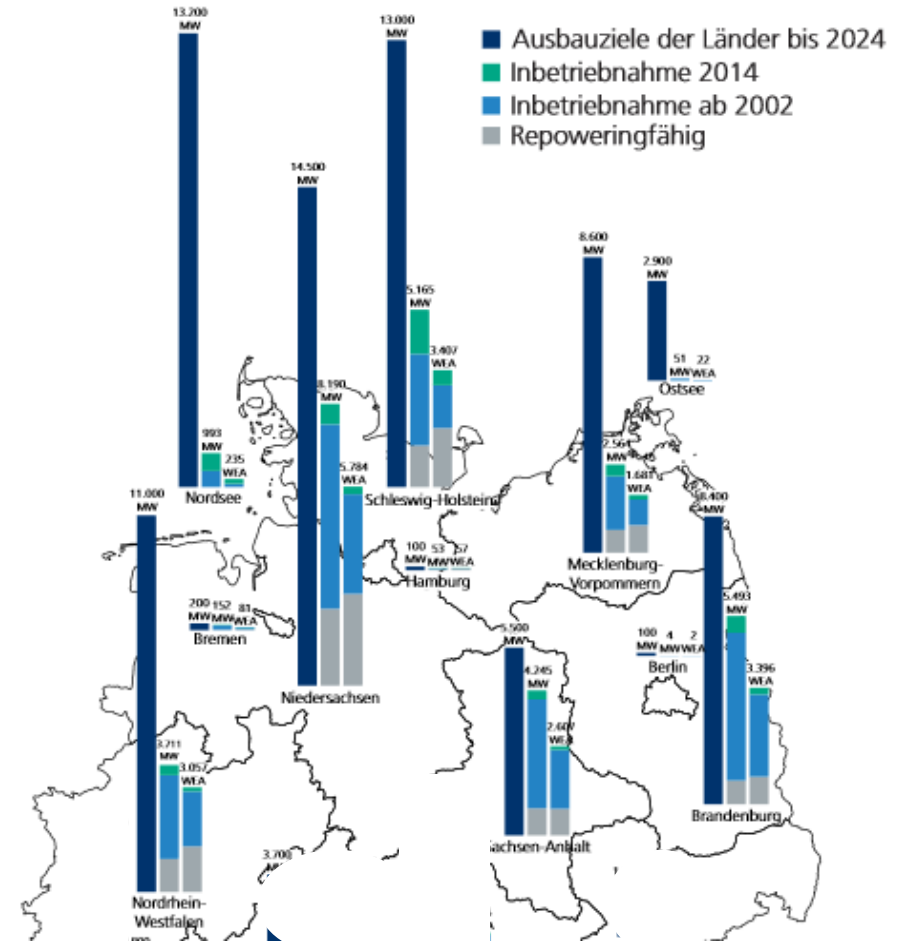 Ausbauziele der Länder bis 2024
Inbetriebnahme 2014
Inbetriebnahme ab 2002
Repoweringfähig
13.200
MW
993
MW
235
WEA
Nordsee
13.000
MW
5.165
MW
3.407
WEA
Schleswig-Holstein
14.500
MW
8.190
MW
5.784
WEA
Niedersachsen
8.600
MW
2.564
MW
1.681
WEA
Mecklenburg-
Vorpommern
2.900
MW
51
MW
22
WEA
Ostsee
11.000
MW
3.711
MW
3.057
WEA
Nordrhein-
Westfalen
200
MW
152
MW
81
WEA
Bremen
100
MW
53
MW
57
WEA
Hamburg
5.500
MW
4.245
MW
2.607
WEA
achsen-Anhalt
100
MW
4
MW
2
WEA
Berlin
8.400
MW
5.493
MW
3.396
WEA
Brandenburg
3.700